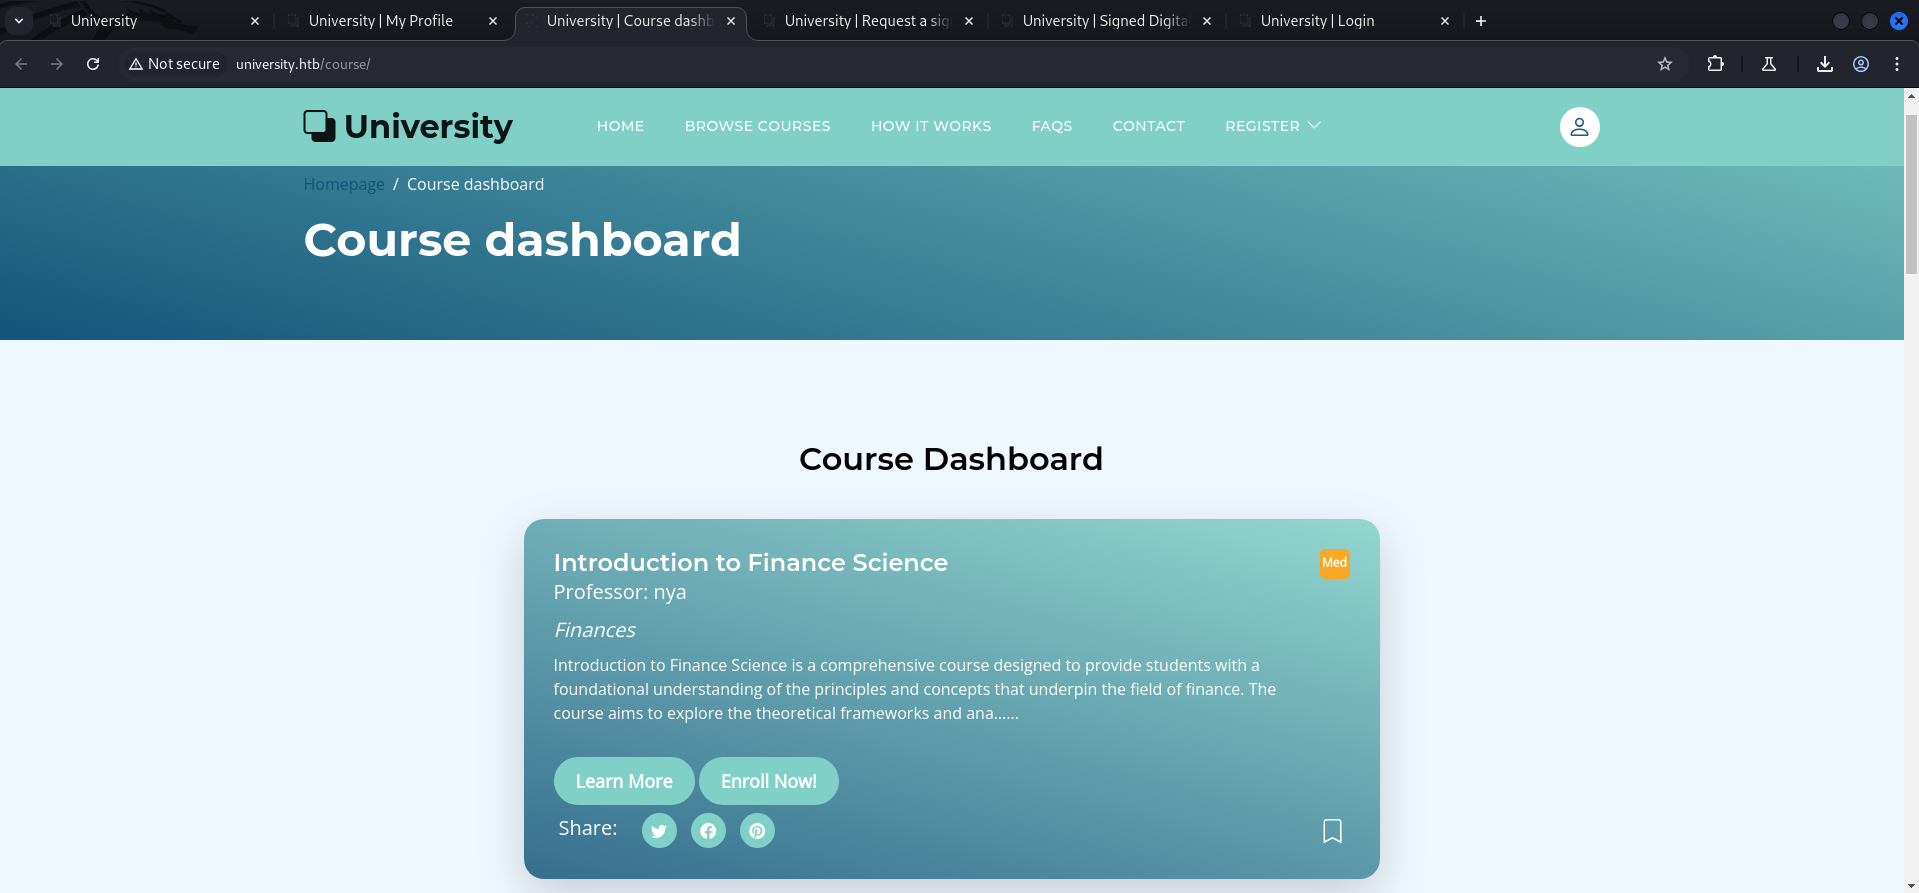 University
University | My Profile
University | Course dashb
University | Request a sig
University | Signed Digita
University | Login
Not secure
university.htb/course/
University
HOME
BROWSE COURSES
HOW IT WORKS
FAQS
CONTACT
REGISTER
Homepage / Course dashboard
Course dashboard
Course Dashboard
Introduction to Finance Science
Med
Professor: nya
Finances
Introduction to Finance Science is a comprehensive course designed to provide students with a
foundational understanding of the principles and concepts that underpin the field of finance. The
course aims to explore the theoretical frameworks and ana......
Learn More
Enroll Now!
Share: